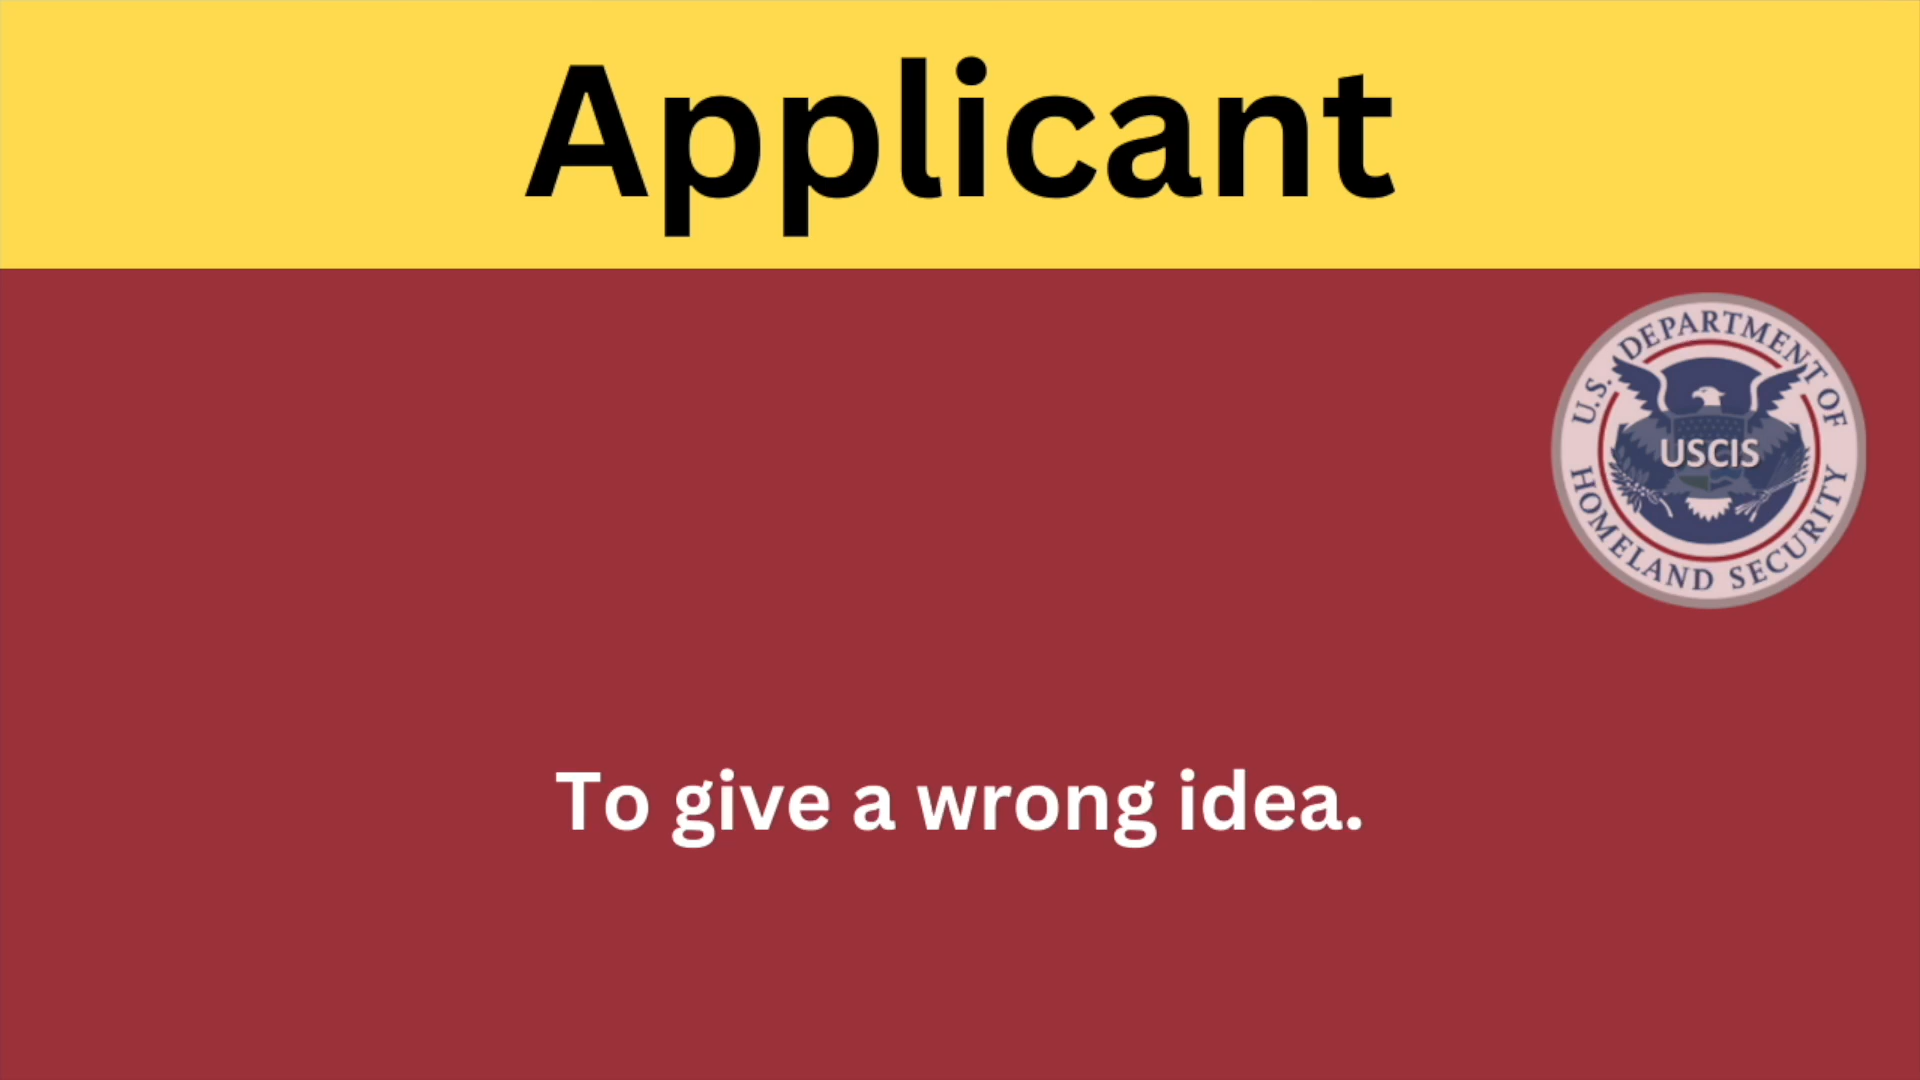 Applicant
U.S. DEPARTMENT OF
USCIS
HOMELAND SECURITY
To give a wrong idea.